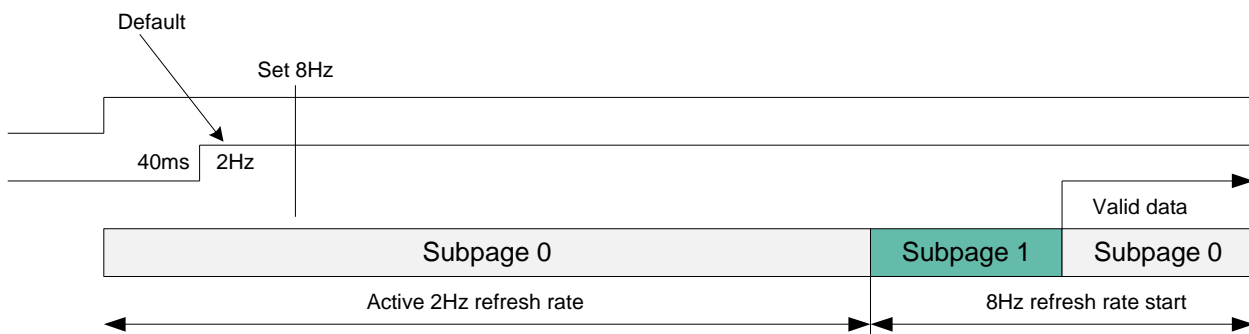 Default
Set 8Hz
40ms
2Hz
Valid data
Subpage 0
Subpage 1
Subpage 0
Active 2Hz refresh rate
8Hz refresh rate start